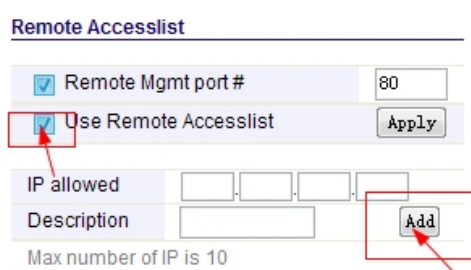 Remote Accesslist
Remote Mgmt port # 80
Use Remote Accesslist Apply
IP allowed . . .
Description Add
Max number of IP is 10